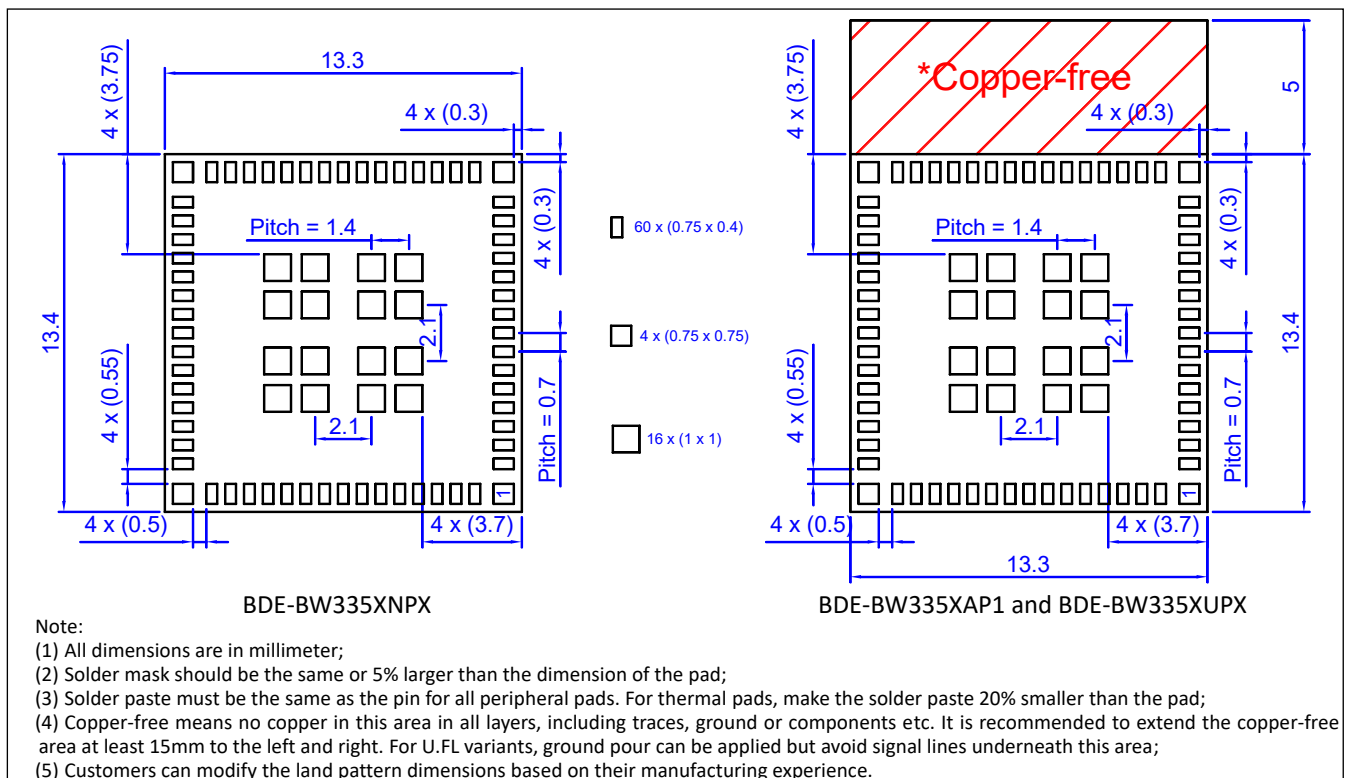 4 x (3.75)
13.3
4 x (0.3)
4 x (0.3)
Pitch = 1.4
13.4
2.1
4 x (0.55)
2.1
Pitch = 0.7
1
4 x (0.5)
4 x (3.7)
BDE-BW335XNPX
60 x (0.75 x 0.4)
4 x (0.75 x 0.75)
16 x (1 x 1)
*Copper-free
4 x (3.75)
5
4 x (0.3)
4 x (0.3)
Pitch = 1.4
13.4
2.1
4 x (0.55)
2.1
Pitch = 0.7
1
4 x (0.5)
4 x (3.7)
13.3
BDE-BW335XAP1 and BDE-BW335XUPX
Note:
(1) All dimensions are in millimeter;
(2) Solder mask should be the same or 5% larger than the dimension of the pad;
(3) Solder paste must be the same as the pin for all peripheral pads. For thermal pads, make the solder paste 20% smaller than the pad;
(4) Copper-free means no copper in this area in all layers, including traces, ground or components etc. It is recommended to extend the copper-free
area at least 15mm to the left and right. For U.FL variants, ground pour can be applied but avoid signal lines underneath this area;
(5) Customers can modify the land pattern dimensions based on their manufacturing experience.